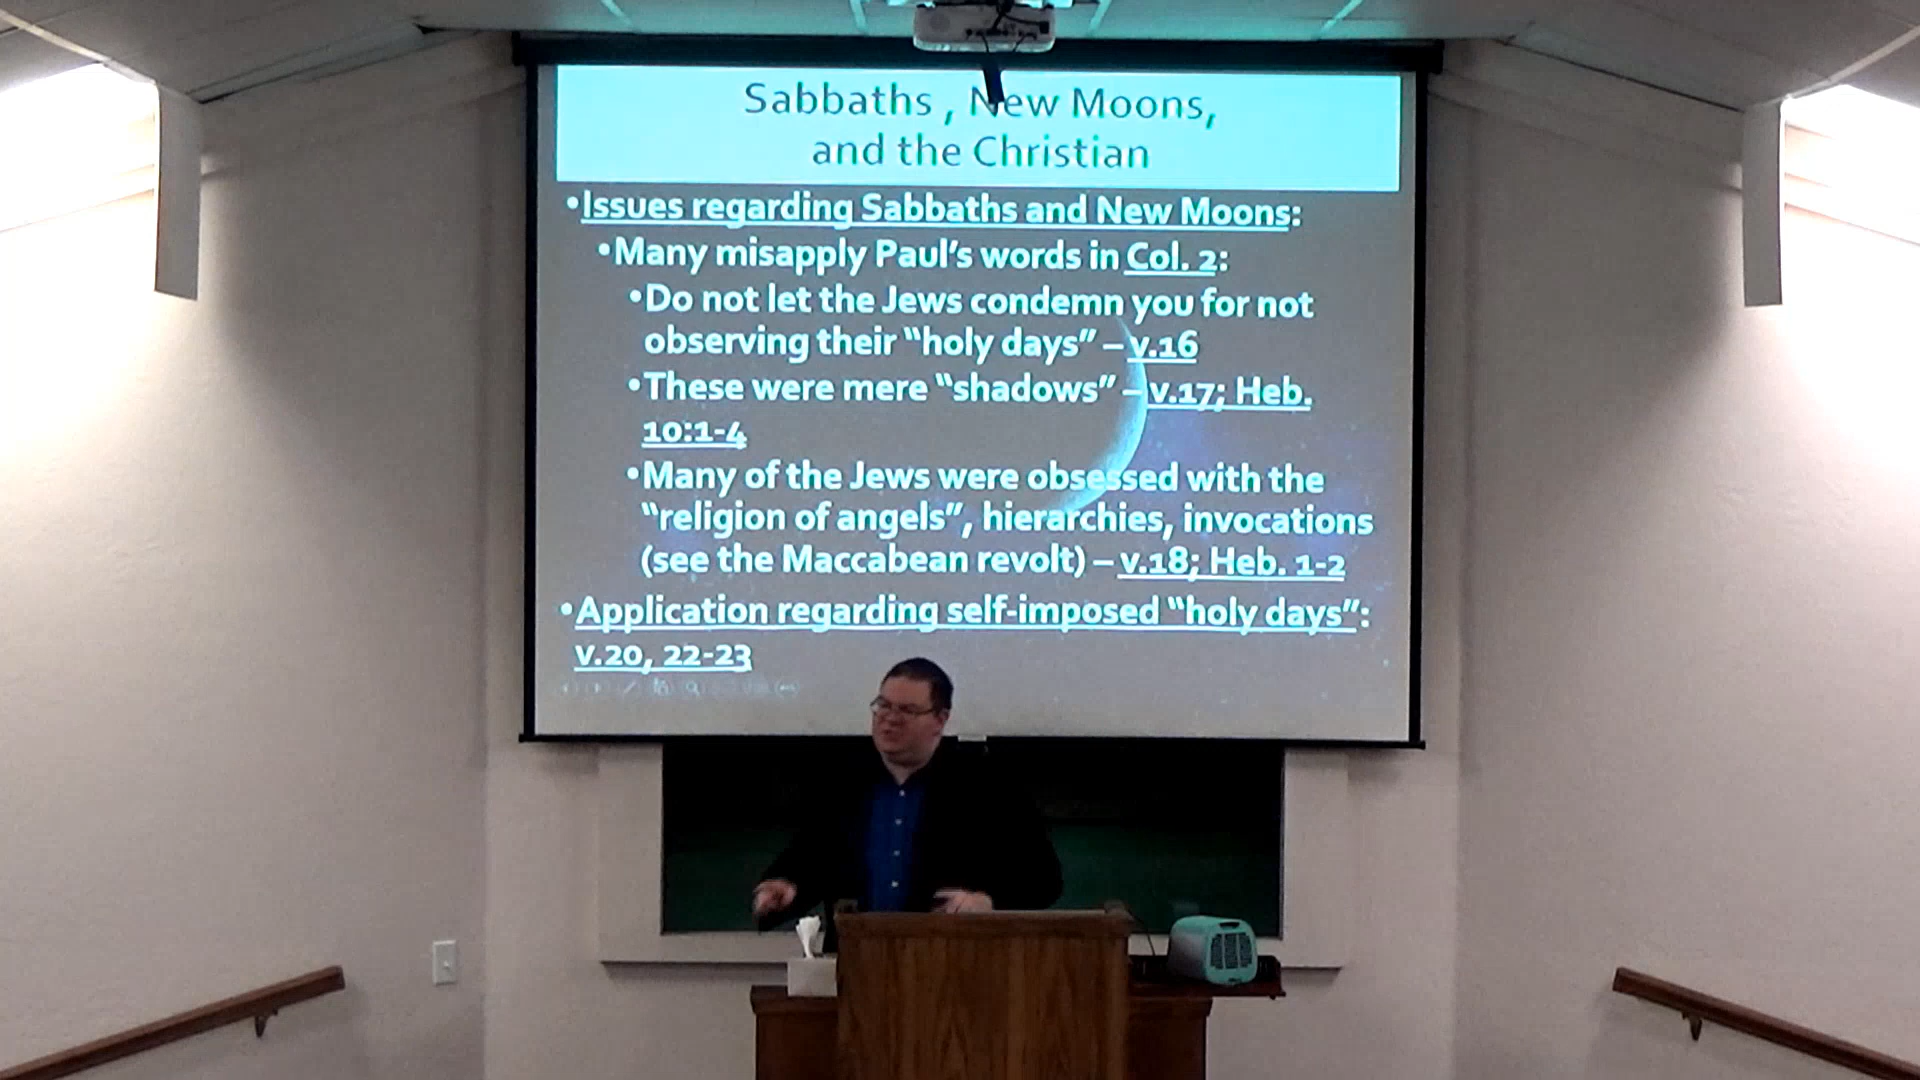 Sabbaths , New Moons,
and the Christian
•Issues regarding Sabbaths and New Moons:
•Many misapply Paul's words in Col. 2:
•Do not let the Jews condemn you for not
observing their "holy days" – v.16
•These were mere "shadows" – v.17; Heb.
10:1-4
•Many of the Jews were obsessed with the
"religion of angels", hierarchies, invocations
(see the Maccabean revolt) – v.18; Heb. 1-2
•Application regarding self-imposed "holy days":
v.20, 22-23